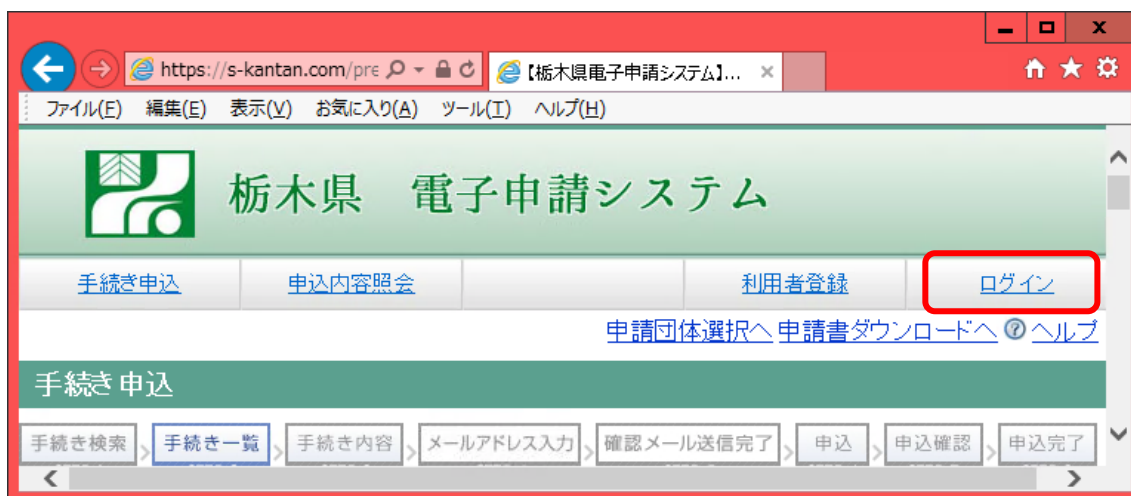 https://s-kantan.com/pre
【栃木県電子申請システム】... ×
ファイル(F) 編集(E) 表示(V) お気に入り(A) ツール(T) ヘルプ(H)
栃木県 電子申請システム
手続き申込 申込内容照会 利用者登録 ログイン
申請団体選択へ 申請書ダウンロードへ ? ヘルプ
手続き申込
手続き検索 手続き一覧 手続き内容 メールアドレス入力 確認メール送信完了 申込 申込確認 申込完了